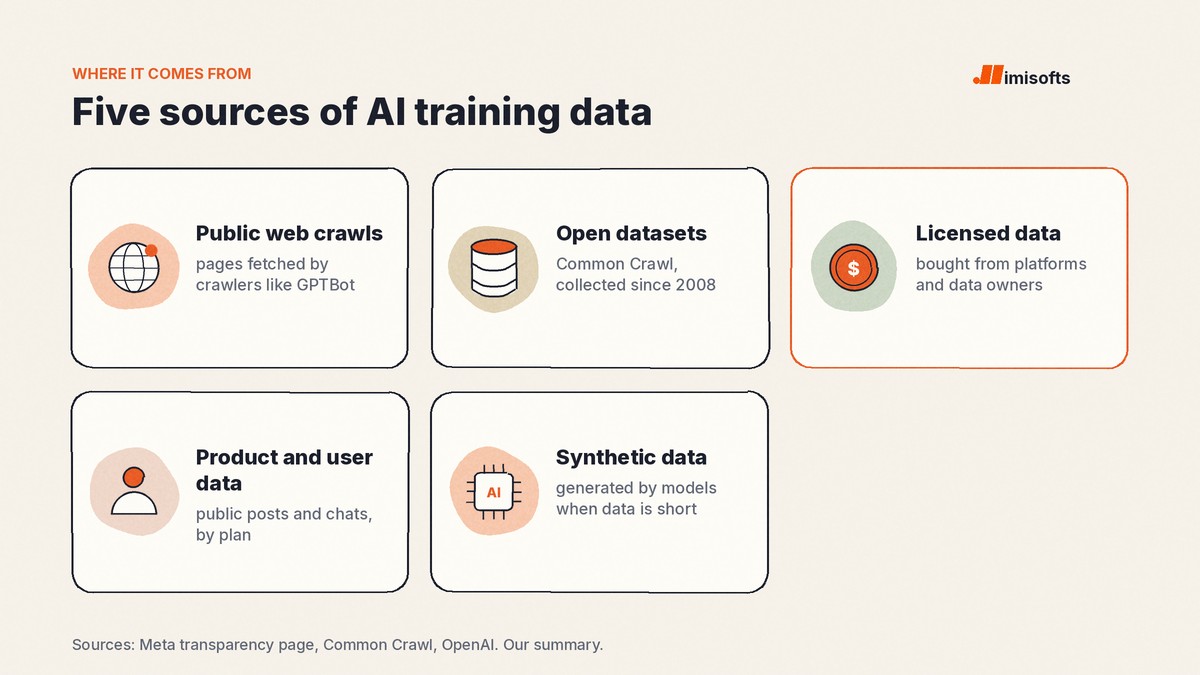 WHERE IT COMES FROM
imisofts
Five sources of AI training data
Public web crawls
pages fetched by
crawlers like GPTBot
Open datasets
Common Crawl,
collected since 2008
$
Licensed data
bought from platforms
and data owners
Product and user
data
public posts and chats,
by plan
AI
Synthetic data
generated by models
when data is short
Sources: Meta transparency page, Common Crawl, OpenAI. Our summary.